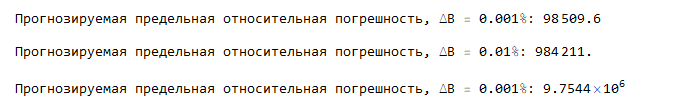 Прогнозируемая предельная относительная погрешность, ΔB = 0.001%: 98509.6
Прогнозируемая предельная относительная погрешность, ΔB = 0.01%: 984211.
Прогнозируемая предельная относительная погрешность, ΔB = 0.001%: 9.7544×10⁶